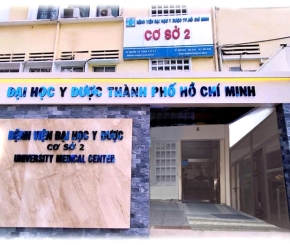 BỆNH VIỆN ĐẠI HỌC Y DƯỢC TP.HỒ CHÍ MINH
CƠ SỞ 2
ĐẠI HỌC Y DƯỢC THÀNH PHỐ HỒ CHÍ MINH
BỆNH VIỆN ĐẠI HỌC Y DƯỢC
CƠ SỞ 2
UNIVERSITY MEDICAL CENTER